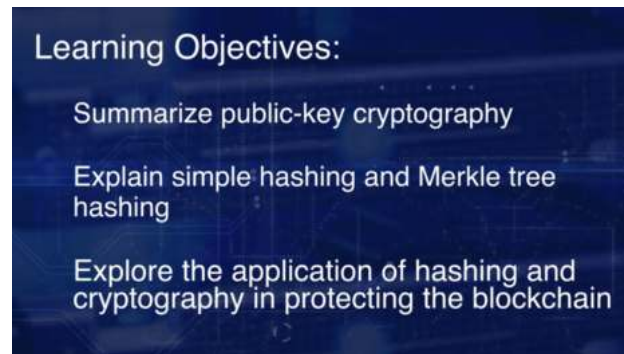 Learning Objectives:
Summarize public-key cryptography
Explain simple hashing and Merkle tree
hashing
Explore the application of hashing and
cryptography in protecting the blockchain